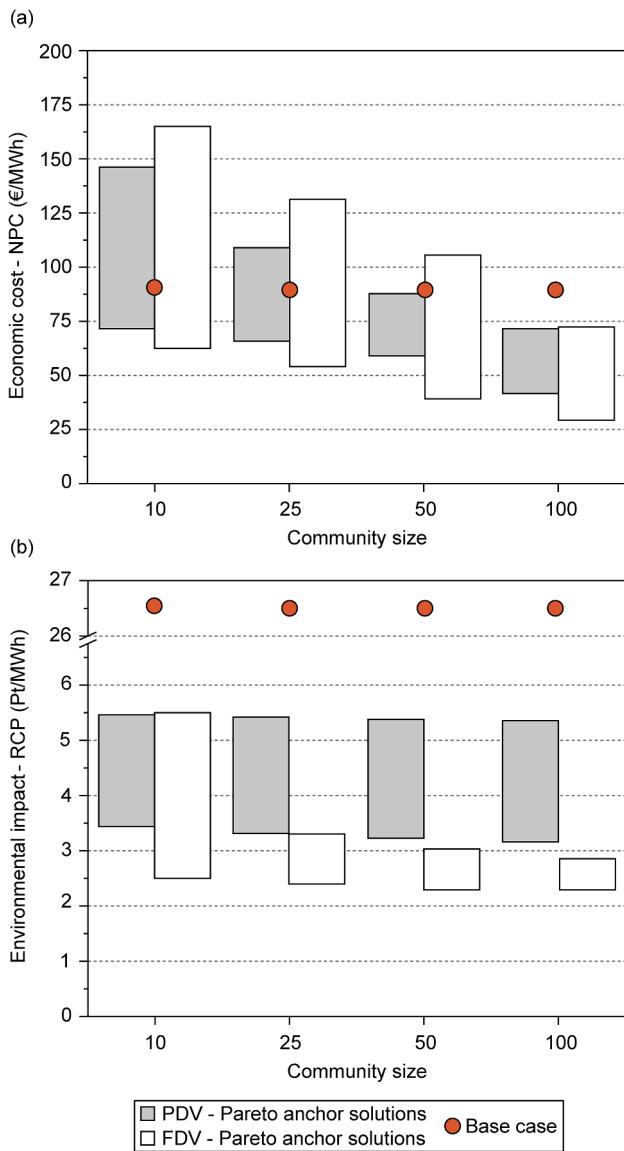 (a)
Economic cost - NPC (€/MWh)
200
175
150
125
100
75
50
25
0
10 25 50 100
Community size
(b)
Environmental impact - RCP (Pt/MWh)
27
26
6
5
4
3
2
1
0
10 25 50 100
Community size
PDV - Pareto anchor solutions
FDV - Pareto anchor solutions
Base case